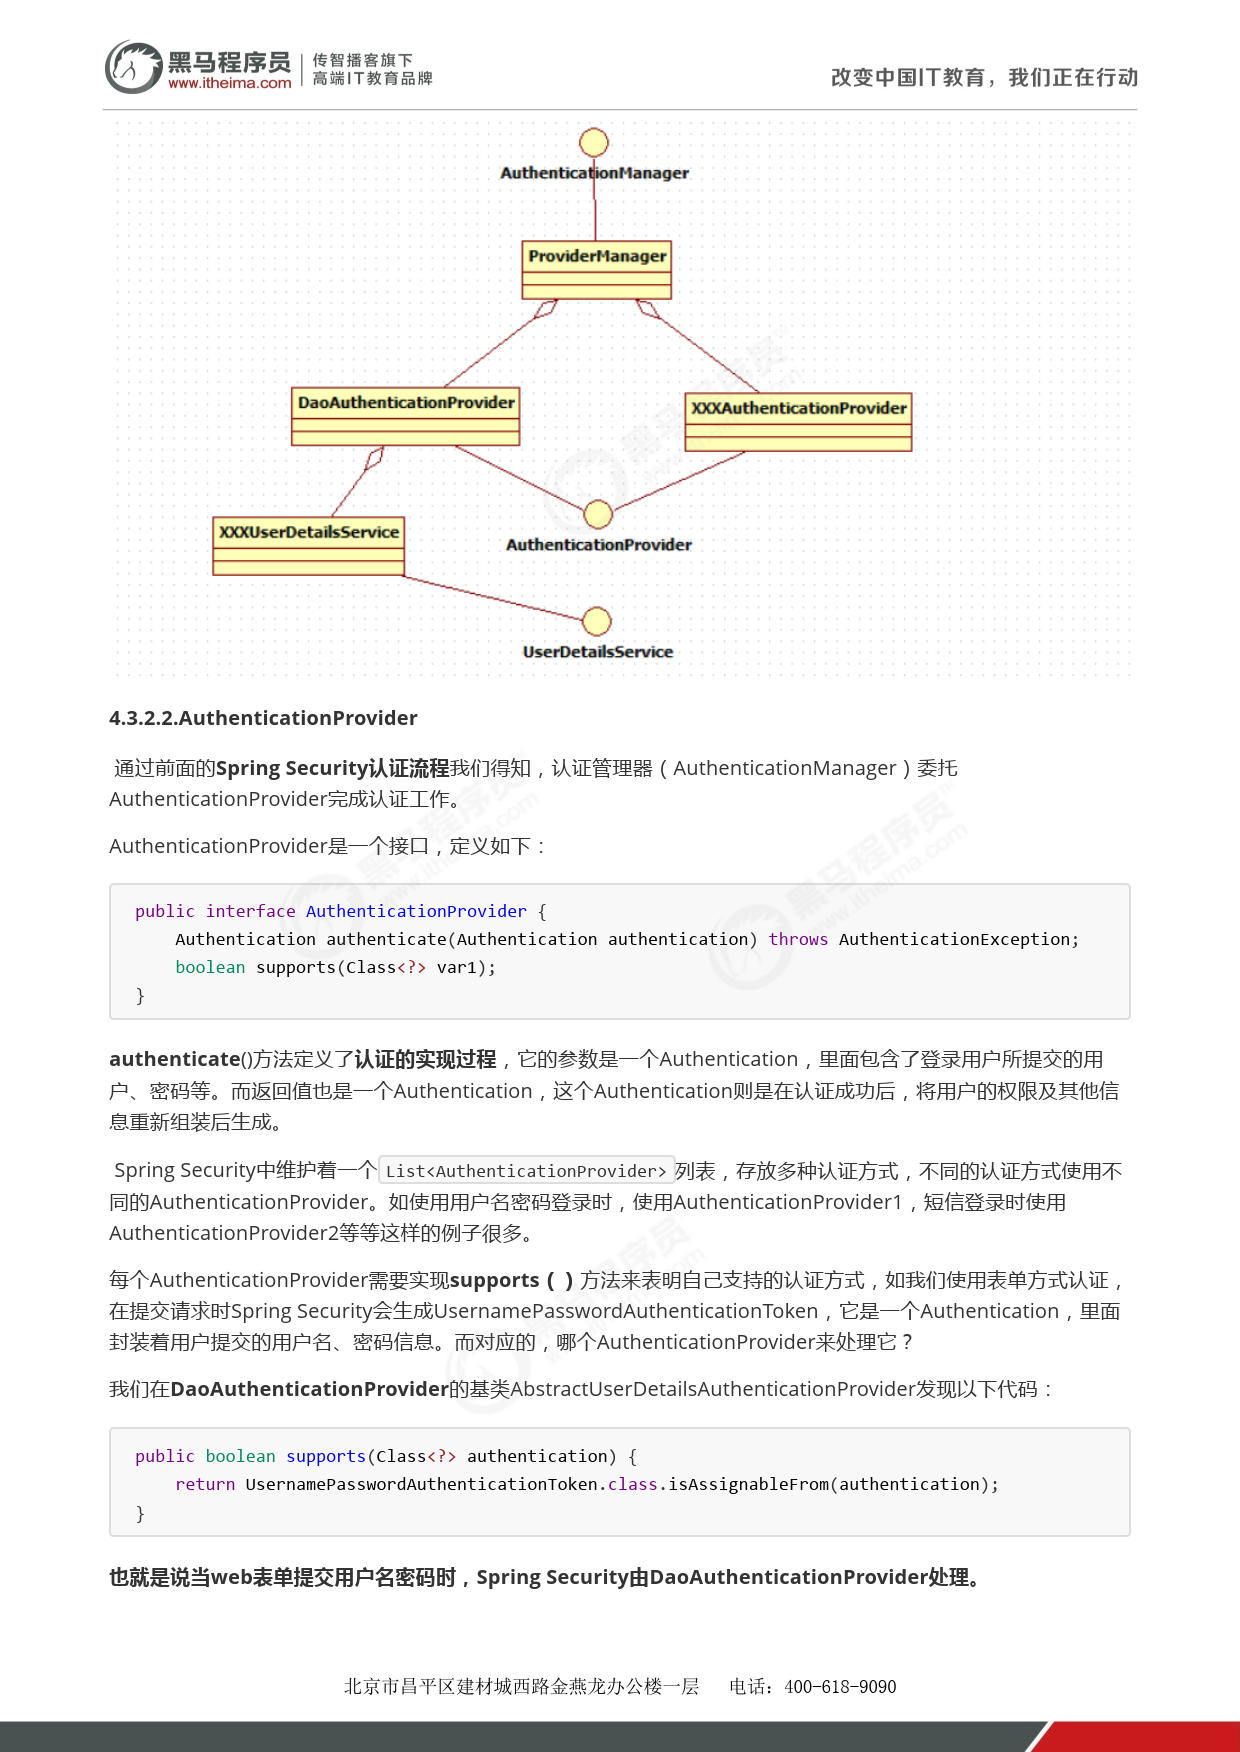 黑马程序员
www.itheima.com
传智播客旗下
高端IT教育品牌
改变中国IT教育，我们正在行动
AuthenticationManager
ProviderManager
DaoAuthenticationProvider
XXXAuthenticationProvider
XXXUserDetailsService
AuthenticationProvider
UserDetailsService
4.3.2.2.AuthenticationProvider
通过前面的Spring Security认证流程我们得知，认证管理器（AuthenticationManager）委托
AuthenticationProvider完成认证工作。
AuthenticationProvider是一个接口，定义如下：
public interface AuthenticationProvider {
    Authentication authenticate(Authentication authentication) throws AuthenticationException;
    boolean supports(Class<?> var1);
}
authenticate()方法定义了认证的实现过程，它的参数是一个Authentication，里面包含了登录用户所提交的用
户、密码等。而返回值也是一个Authentication，这个Authentication则是在认证成功后，将用户的权限及其他信
息重新组装后生成。
Spring Security中维护着一个 List<AuthenticationProvider> 列表，存放多种认证方式，不同的认证方式使用不
同的AuthenticationProvider。如使用用户名密码登录时，使用AuthenticationProvider1，短信登录时使用
AuthenticationProvider2等等这样的例子很多。
每个AuthenticationProvider需要实现supports（）方法来表明自己支持的认证方式，如我们使用表单方式认证，
在提交请求时Spring Security会生成UsernamePasswordAuthenticationToken，它是一个Authentication，里面
封装着用户提交的用户名、密码信息。而对应的，哪个AuthenticationProvider来处理它？
我们在DaoAuthenticationProvider的基类AbstractUserDetailsAuthenticationProvider发现以下代码：
public boolean supports(Class<?> authentication) {
    return UsernamePasswordAuthenticationToken.class.isAssignableFrom(authentication);
}
也就是说当web表单提交用户名密码时，Spring Security由DaoAuthenticationProvider处理。
北京市昌平区建材城西路金燕龙办公楼一层 电话：400-618-9090